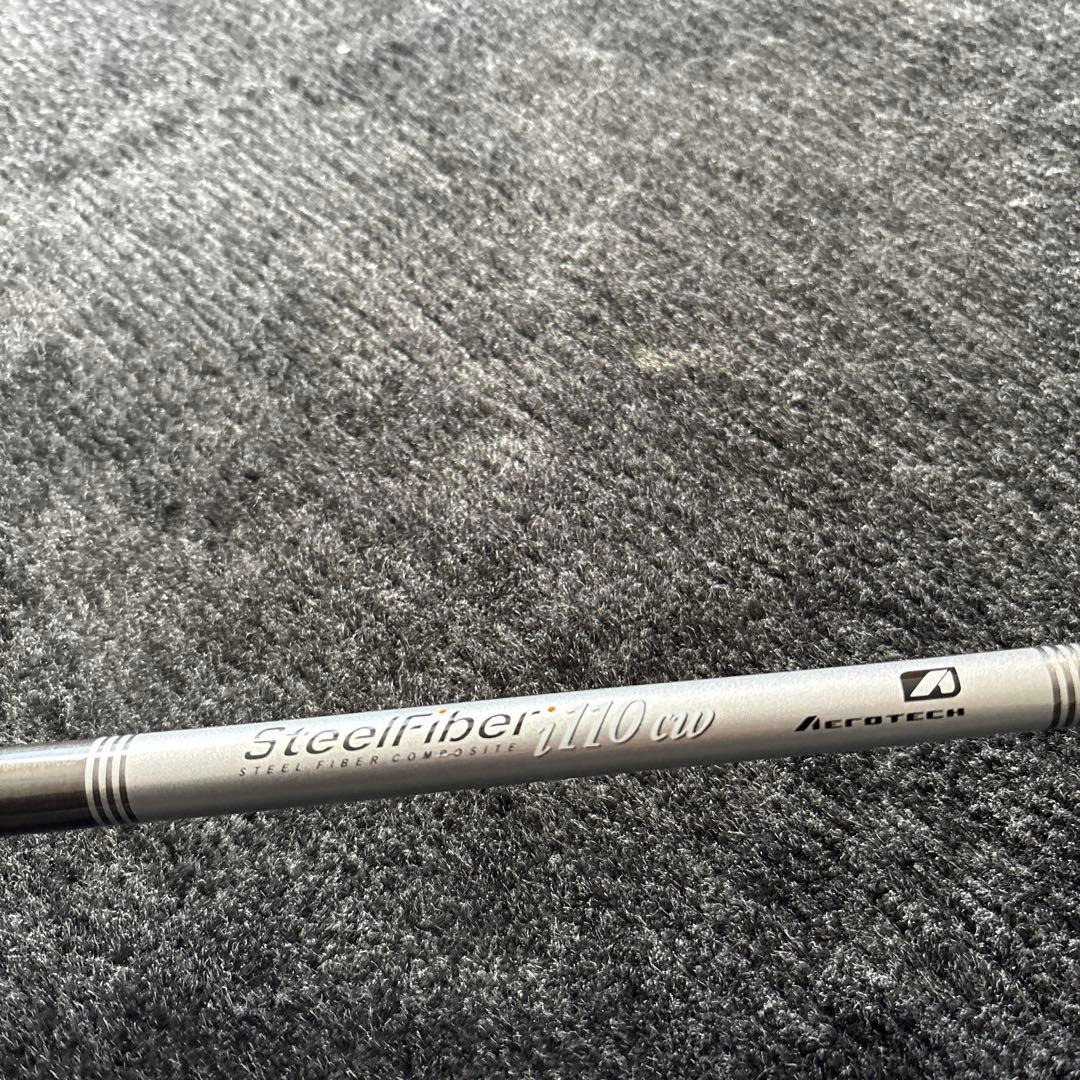 SteelFiber i110 cw
STEEL FIBER COMPOSITE
AEROTECH